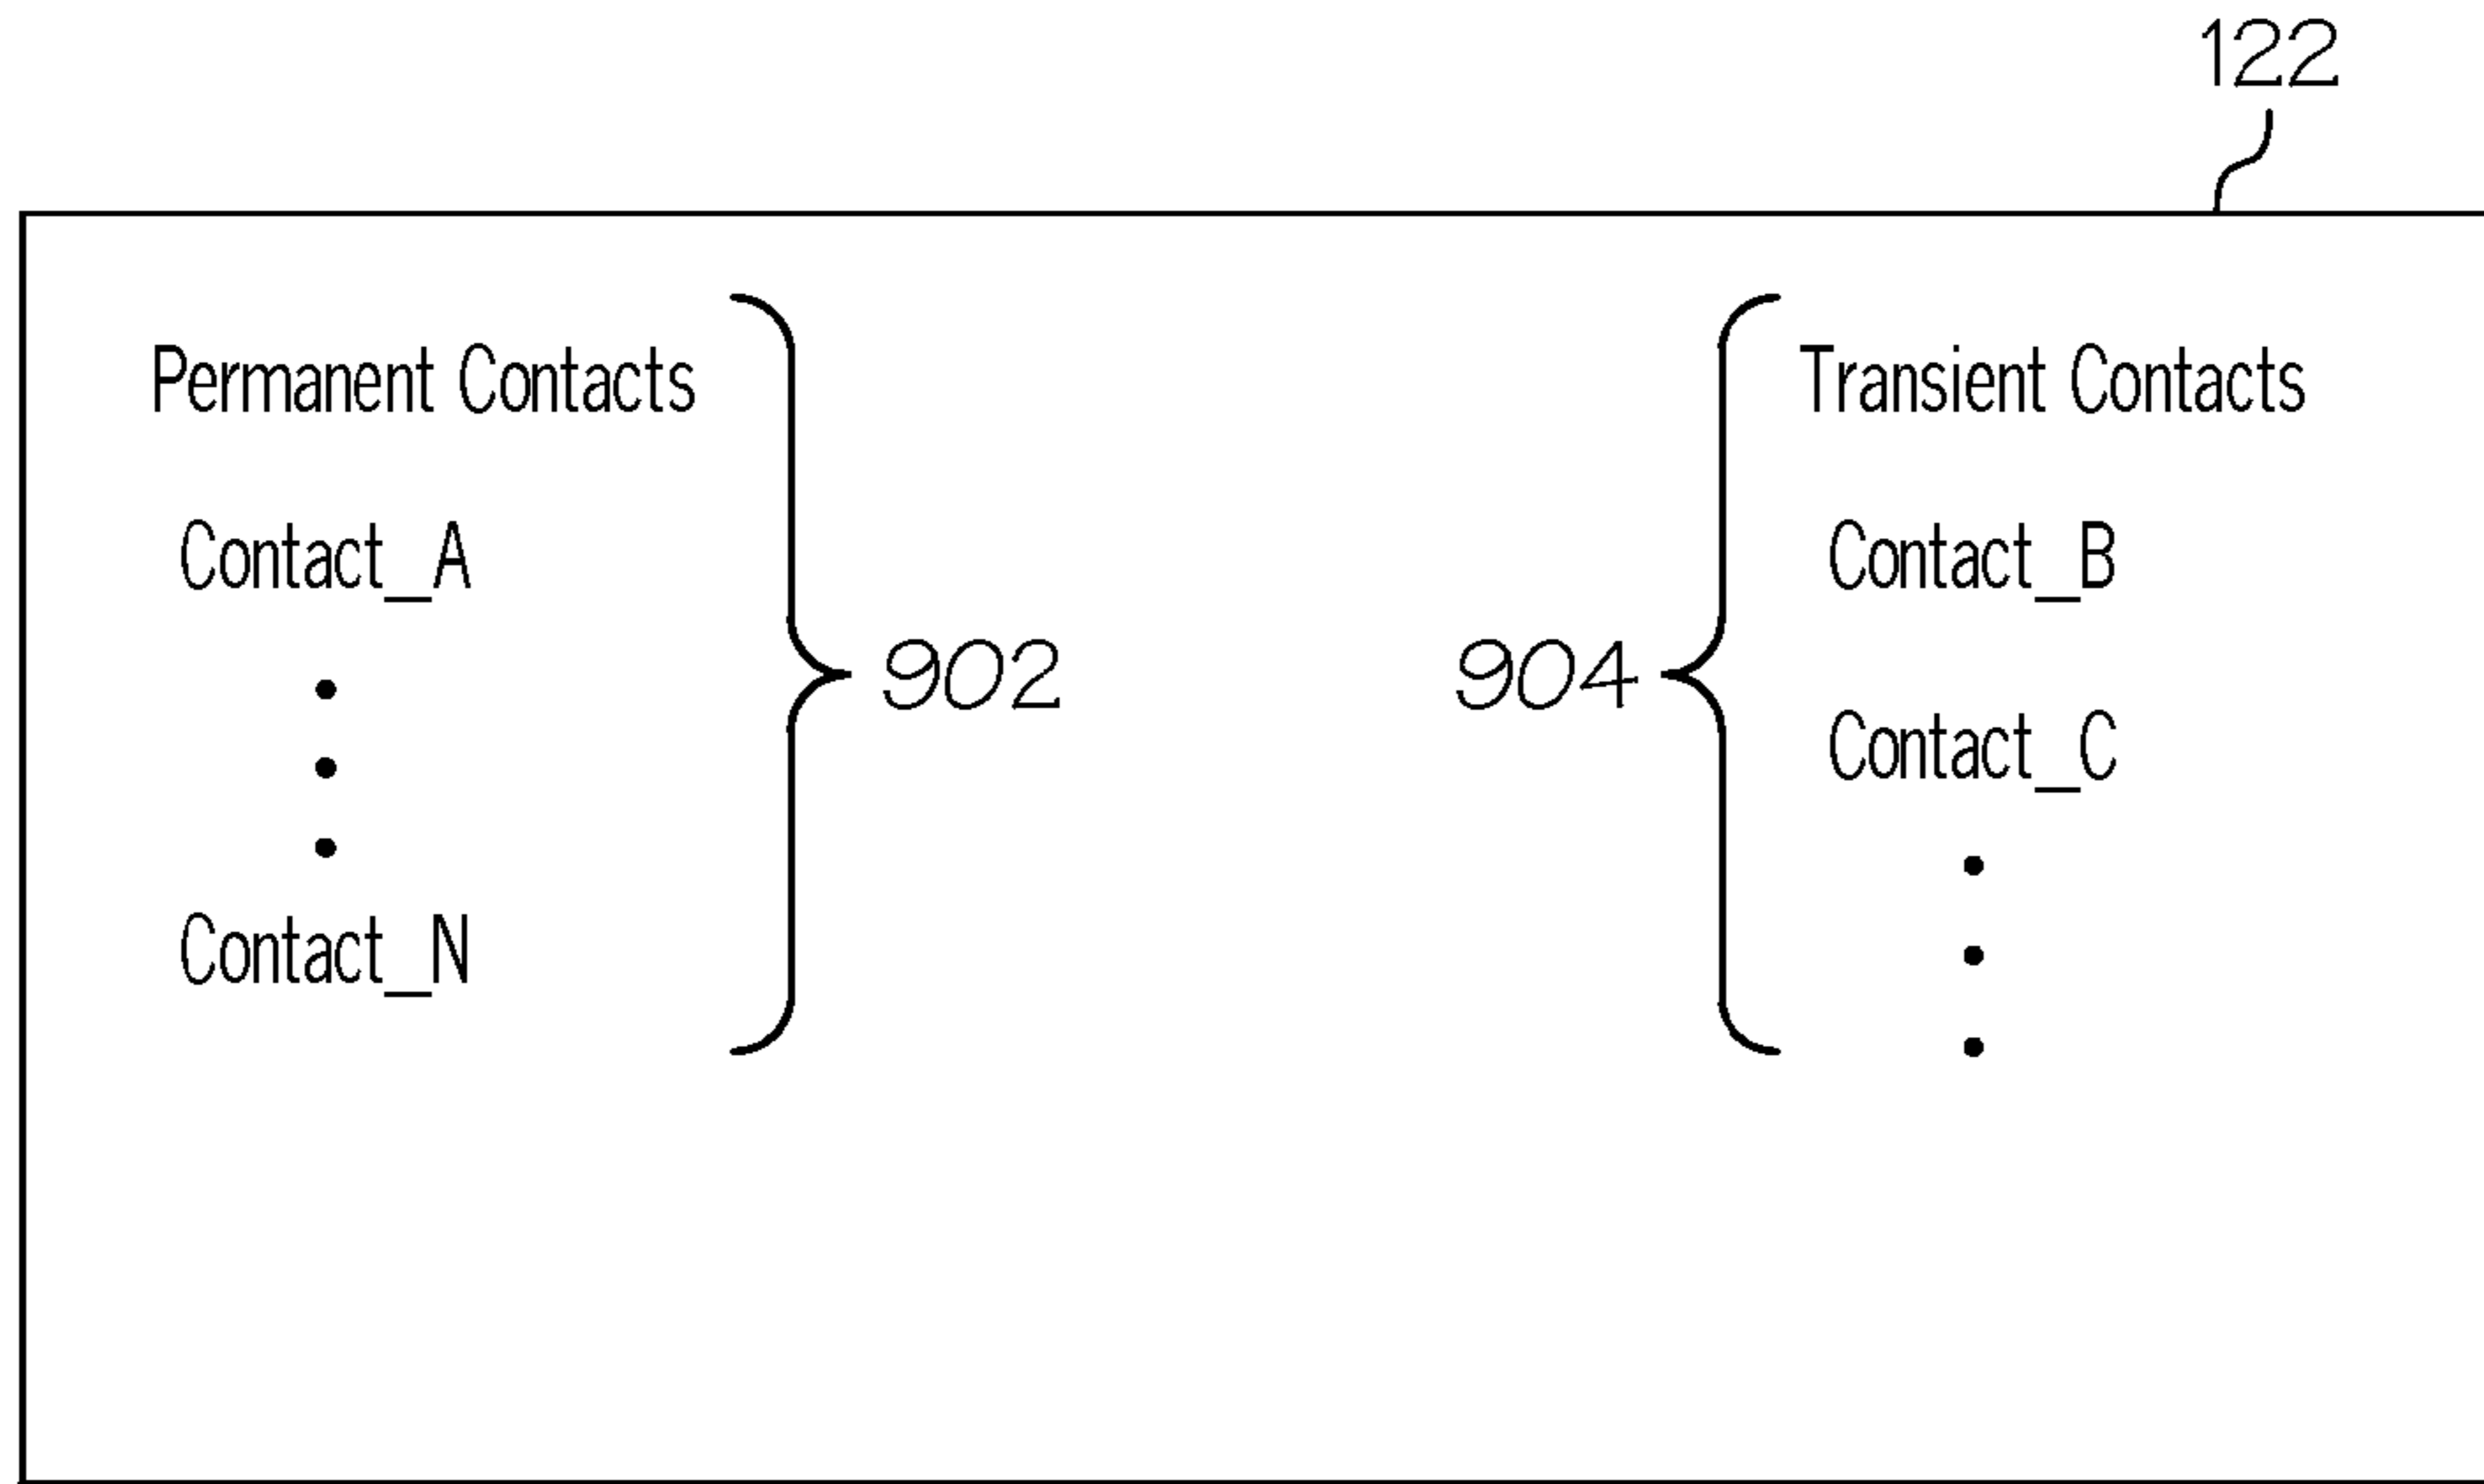 122
Permanent Contacts
Contact_A
Contact_N
902
904
Transient Contacts
Contact_B
Contact_C